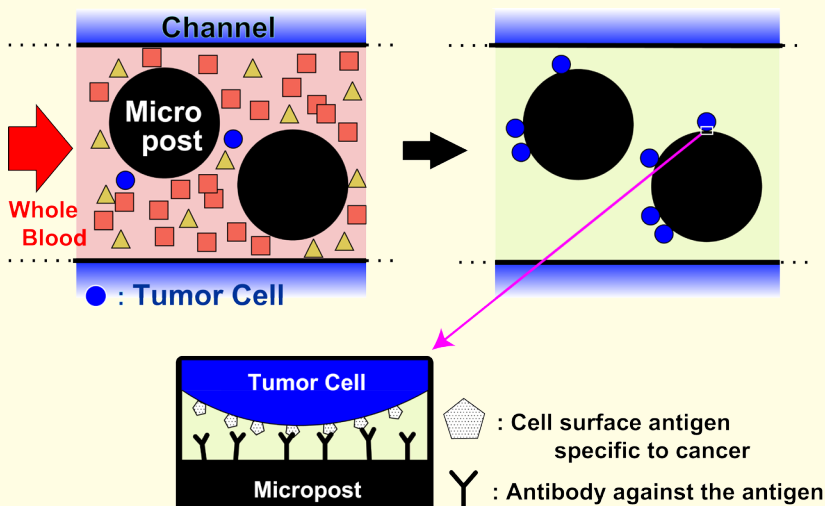 Channel
Micro
post
Whole
Blood
: Tumor Cell
Tumor Cell
: Cell surface antigen
specific to cancer
Micropost
: Antibody against the antigen